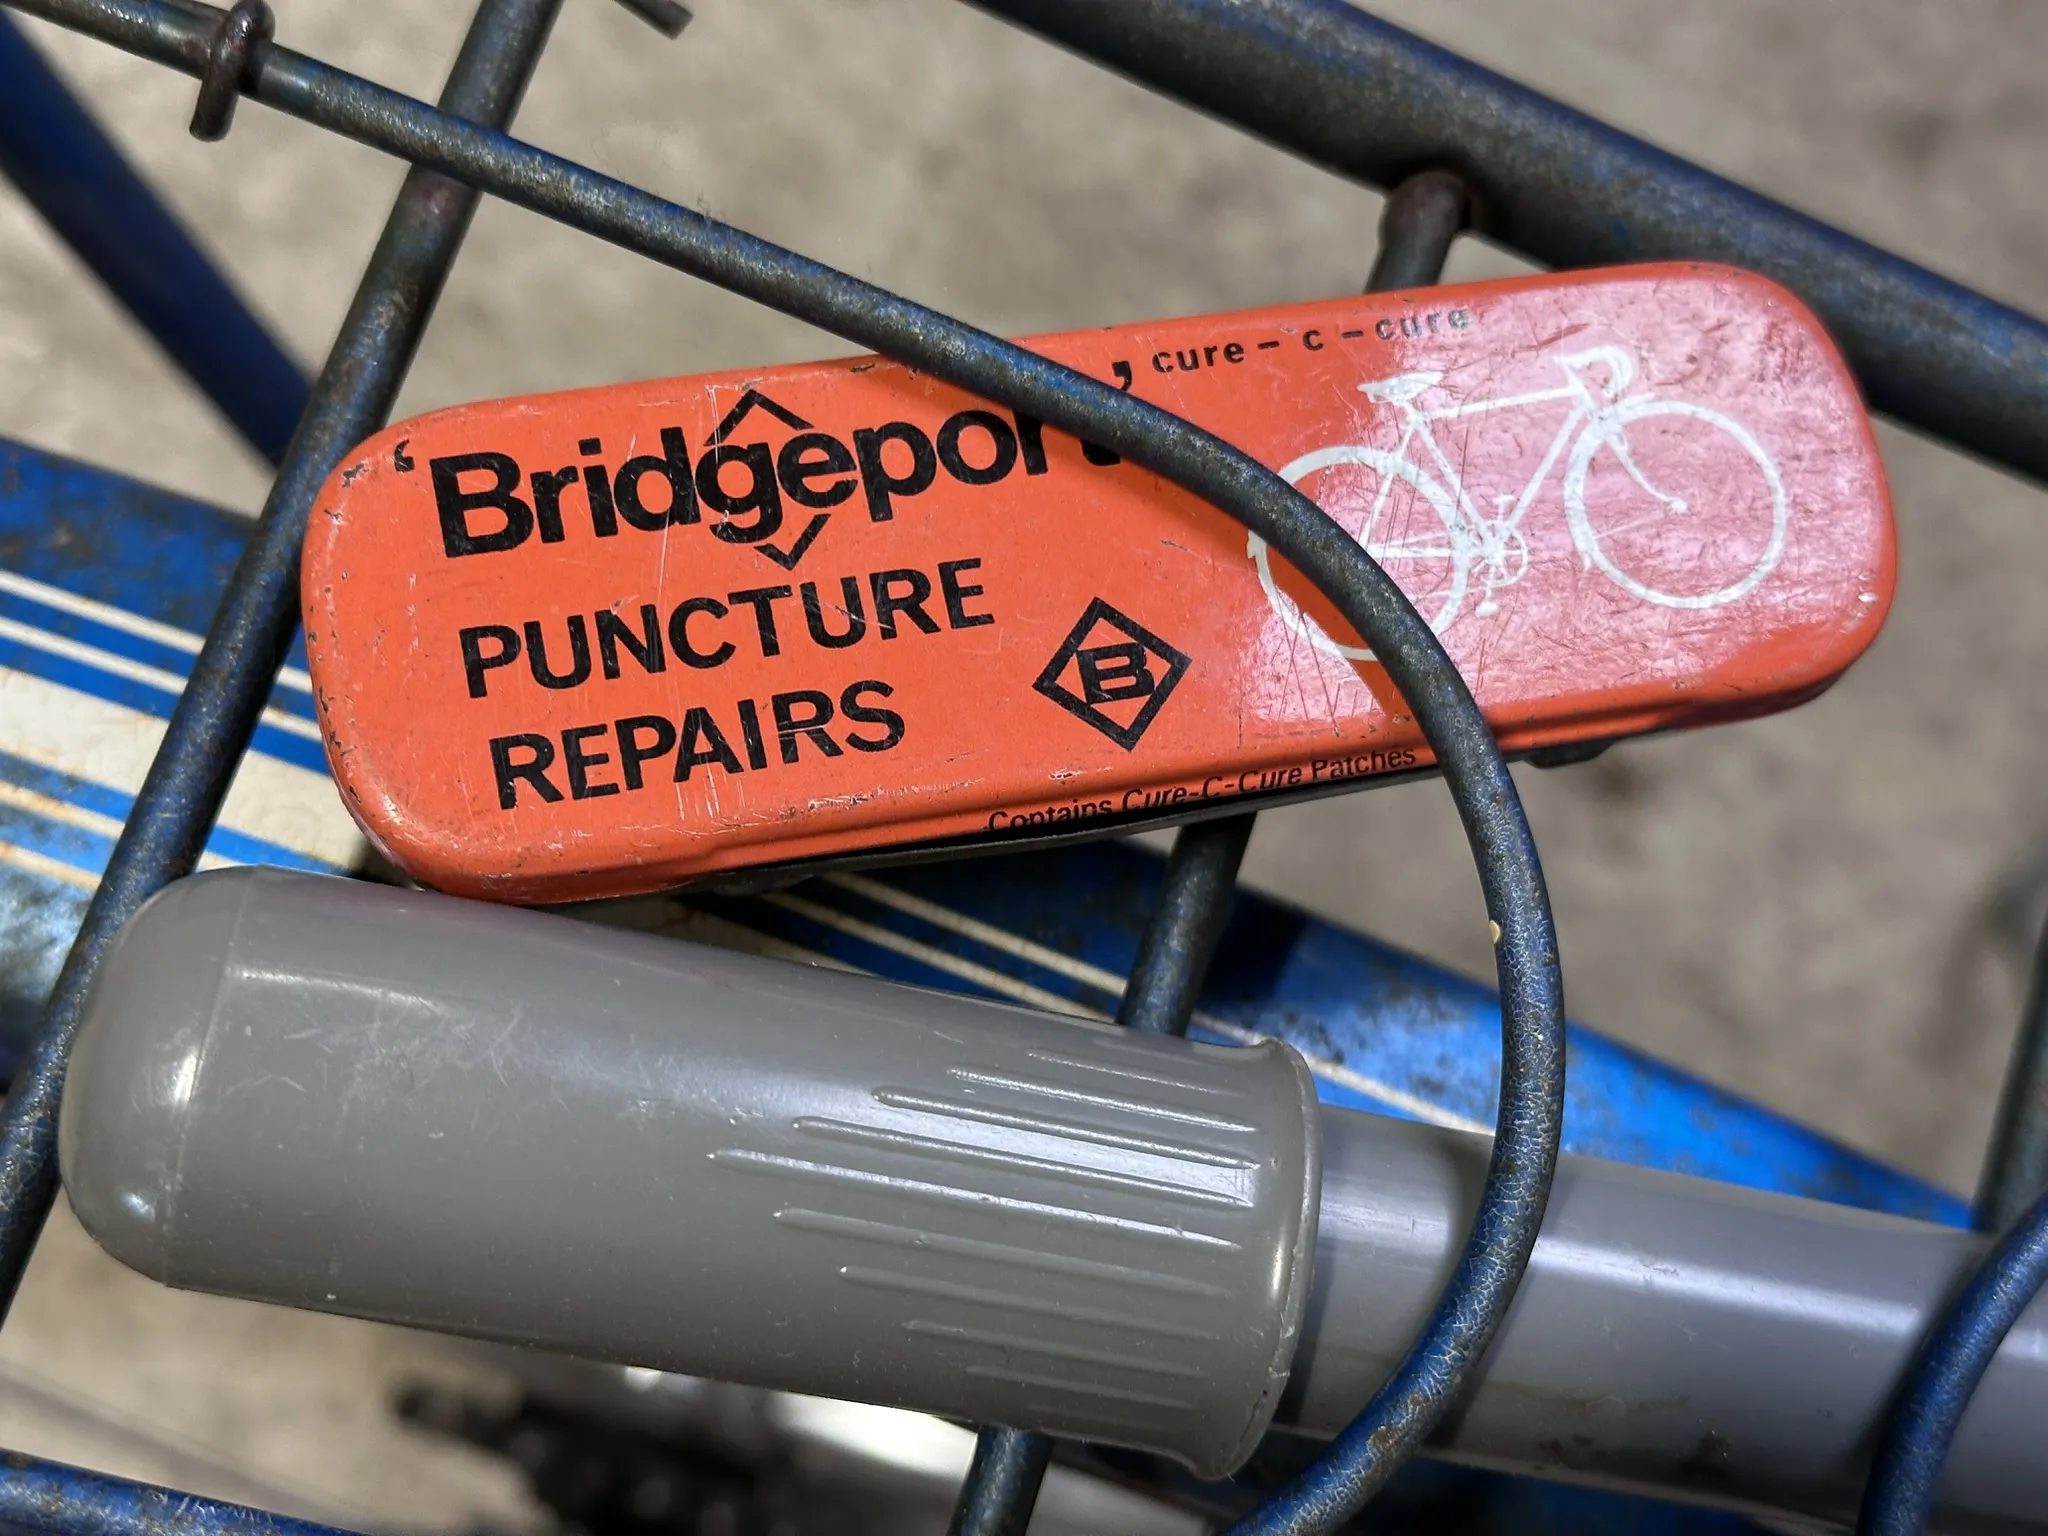 ‘Bridgeport’
cure – c – cure
PUNCTURE
REPAIRS
B
Contains Cure-C-Cure Patches